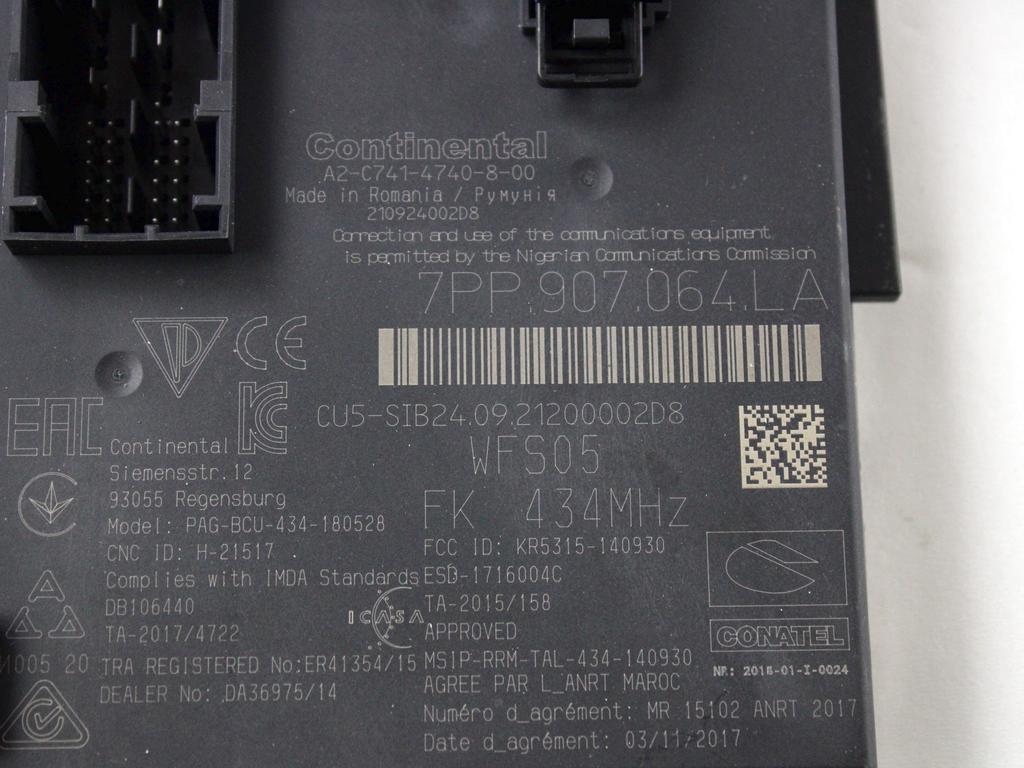 Continental
A2-C741-4740-8-00
Made in Romania / Румунія
210924002D8
Connection and use of the communications equipment
is permitted by the Nigerian Communications Commission
7PP.907.064.LA
CE
EAC
CU5-SIB24.09.21200002D8
WFS05
FK 434MHz
Continental
Siemensstr.12
93055 Regensburg
Model: PAG-BCU-434-180528
CNC ID: H-21517
Complies with IMDA Standards
DB106440
TA-2017/4722
TRA REGISTERED No:ER41354/15
DEALER No: DA36975/14
005 20
ICASA
FCC ID: KR5315-140930
ESD-1716004C
TA-2015/158
APPROVED
MSIP-RRM-TAL-434-140930
AGREE PAR L_ANRT MAROC
Numéro d_agrément: MR 15102 ANRT 2017
Date d_agrément: 03/11/2017
CONATEL
NR: 2016-01-I-0024